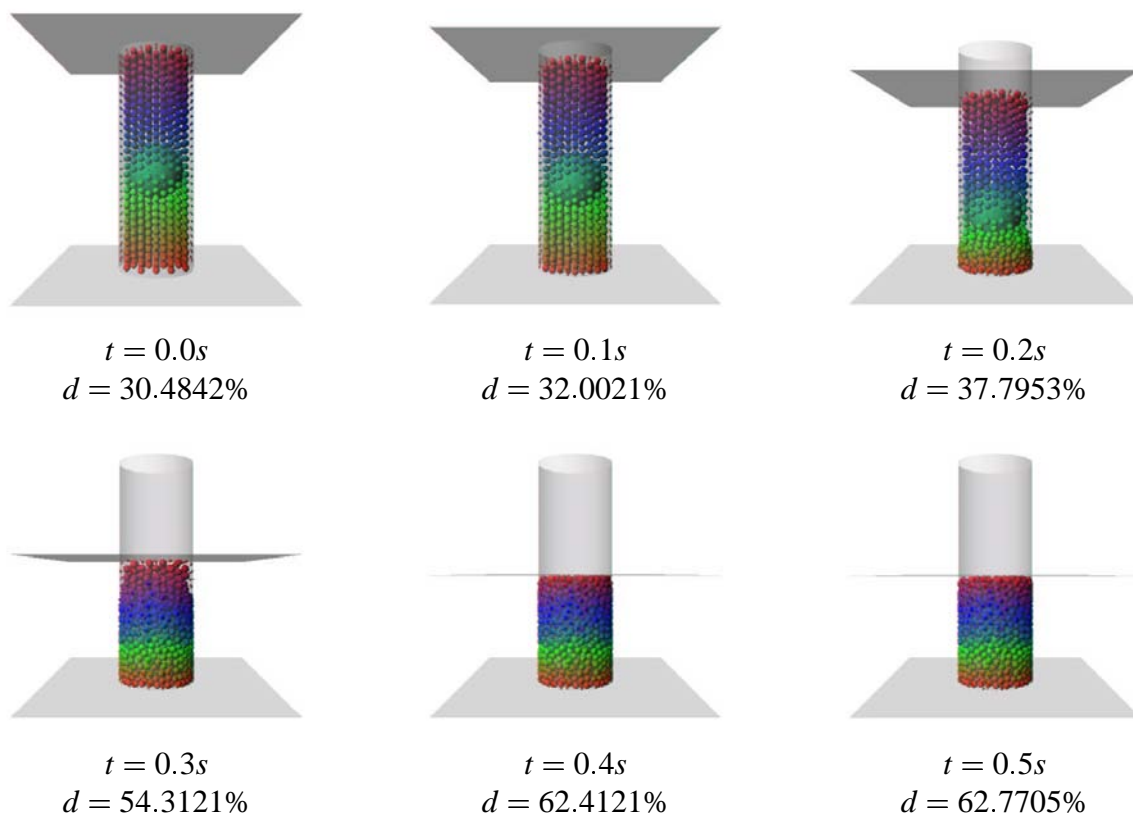 t = 0.0s
d = 30.4842%
t = 0.1s
d = 32.0021%
t = 0.2s
d = 37.7953%
t = 0.3s
d = 54.3121%
t = 0.4s
d = 62.4121%
t = 0.5s
d = 62.7705%